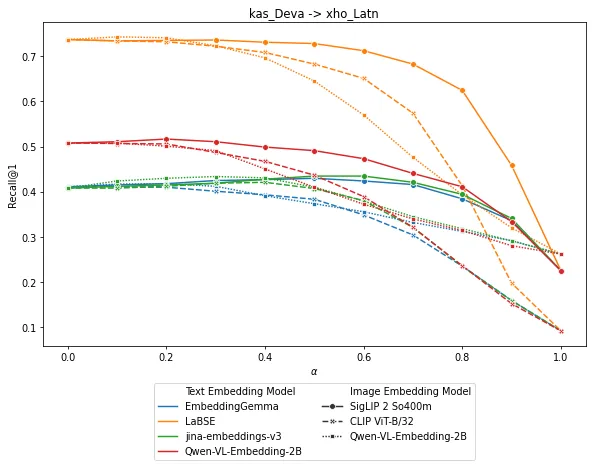 kas_Deva -> xho_Latn
Recall@1
0.7
0.6
0.5
0.4
0.3
0.2
0.1
0.0 0.2 0.4 0.6 0.8 1.0
α
Text Embedding Model Image Embedding Model
EmbeddingGemma SigLIP 2 So400m
LaBSE CLIP ViT-B/32
jina-embeddings-v3 Qwen-VL-Embedding-2B
Qwen-VL-Embedding-2B